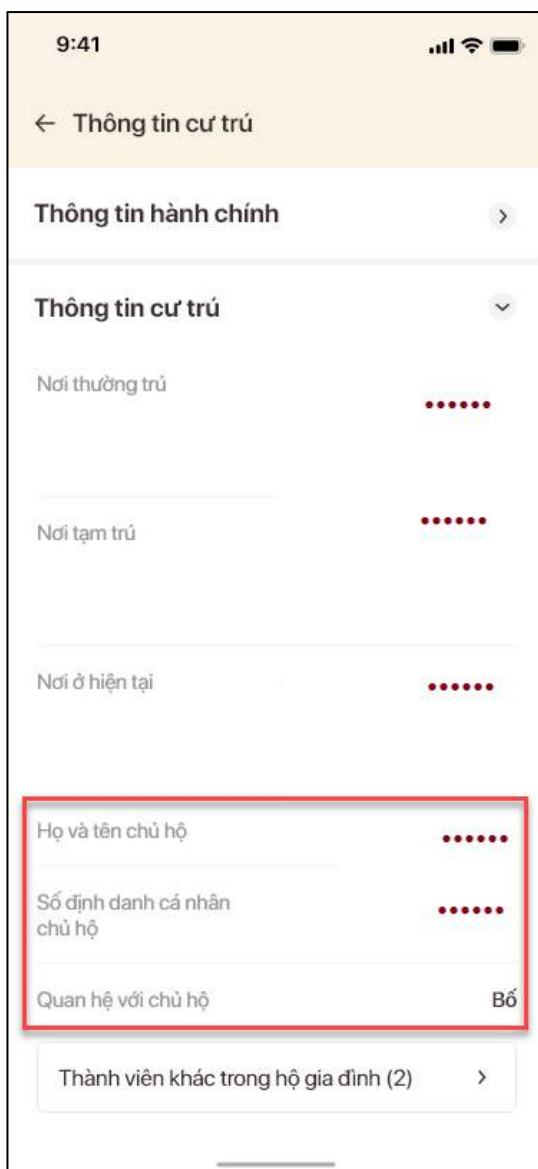 9:41
← Thông tin cư trú
Thông tin hành chính >
Thông tin cư trú
Nơi thường trú
••••••
Nơi tạm trú
••••••
Nơi ở hiện tại ••••••
Họ và tên chủ hộ ••••••
Số định danh cá nhân
chủ hộ ••••••
Quan hệ với chủ hộ Bố
Thành viên khác trong hộ gia đình (2) >